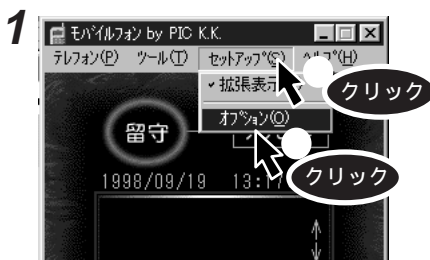 1
モバイルフォン by PIC K.K.
テレフォン(P) ツール(T) セットアップ(S) ヘルプ(H)
✓拡張表示
クリック
オプション(O)
留守
クリック
1998/09/19 13:17